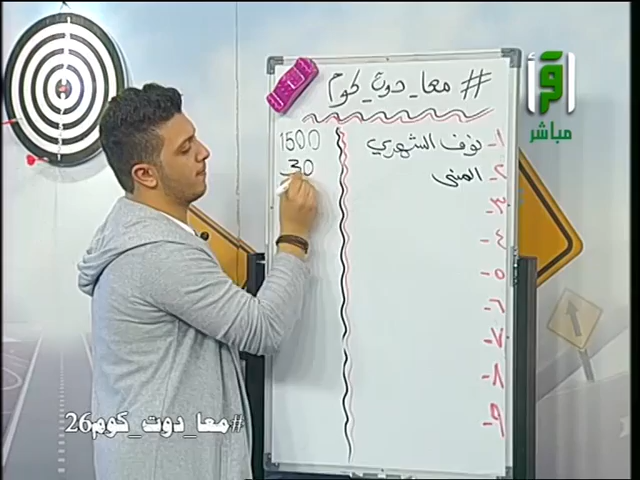 #معا_دوت_كوم
١- نوف الشهري 1500
٢- المنى 30
٣-
٤-
٥-
٦-
٧-
٨-
٩-
اقرأ
مباشر
#معا_دوت_كوم26